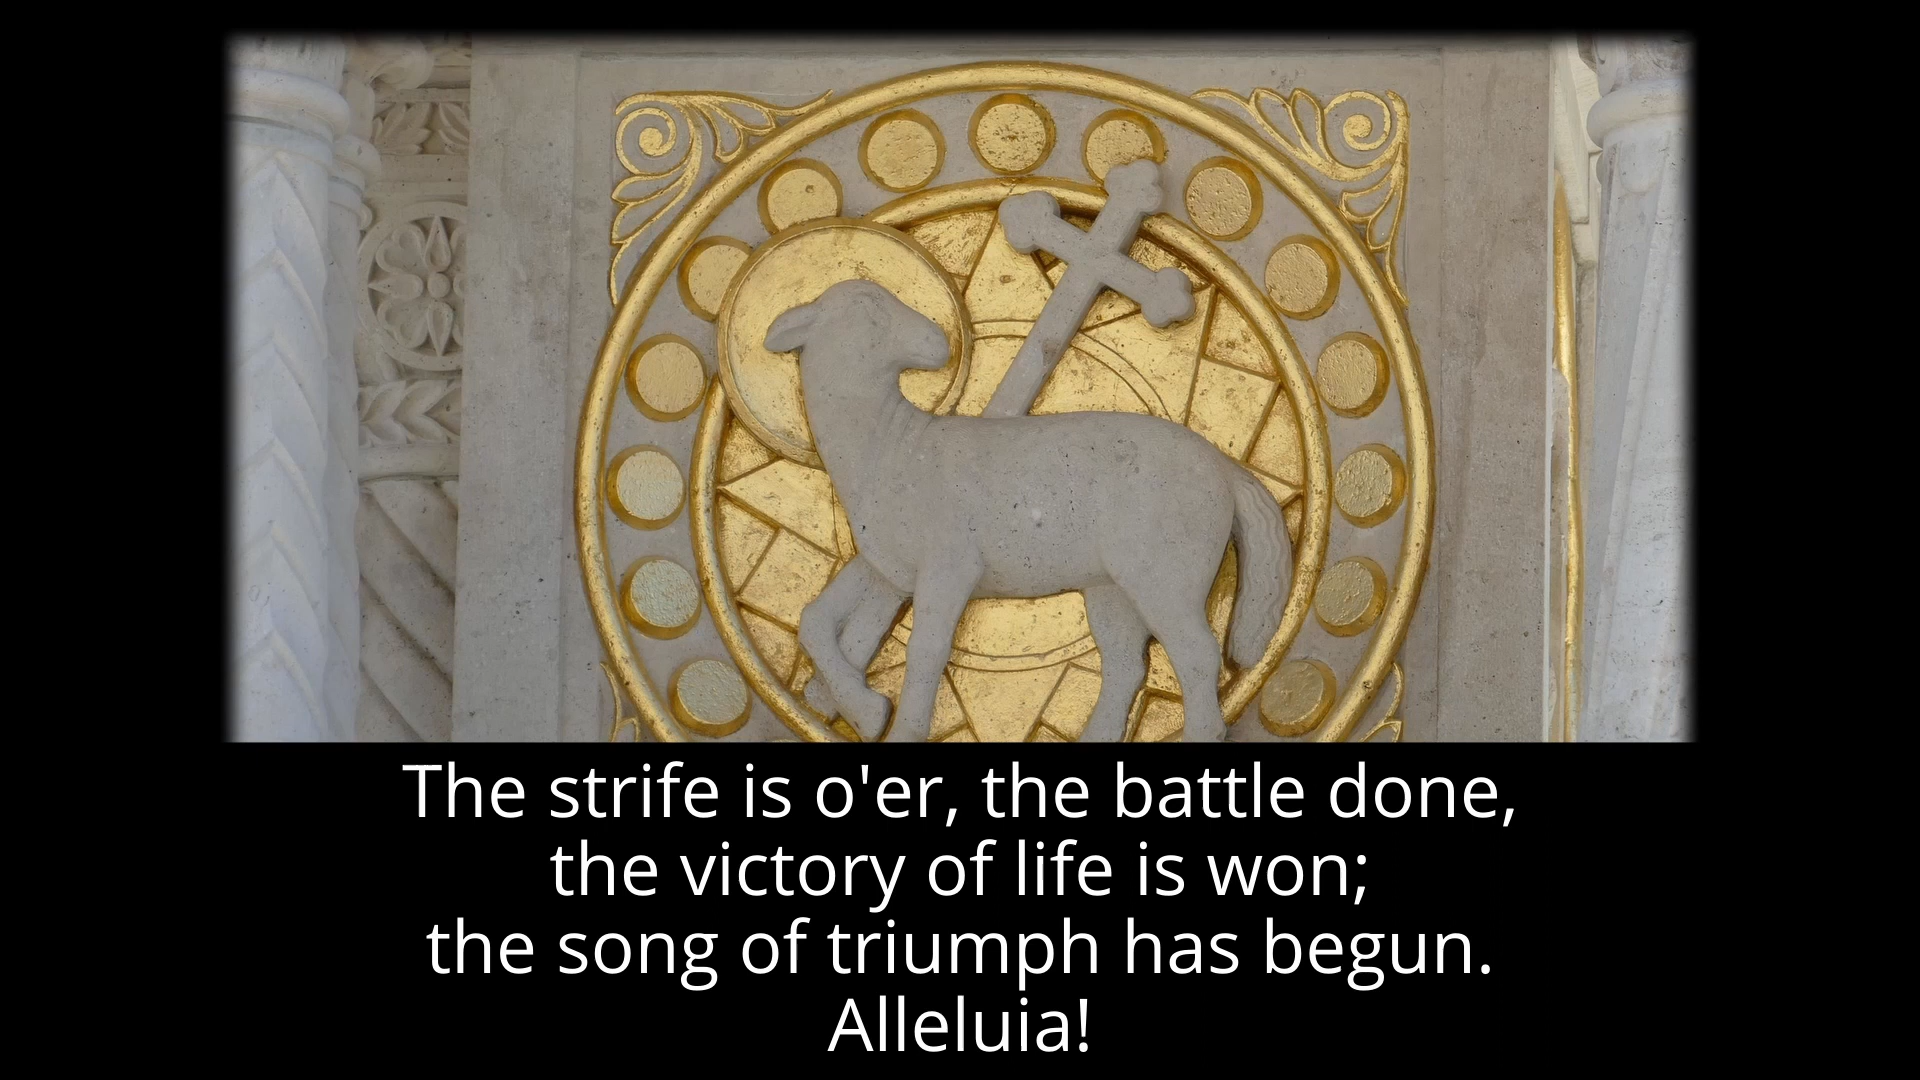 The strife is o'er, the battle done,
the victory of life is won;
the song of triumph has begun.
Alleluia!